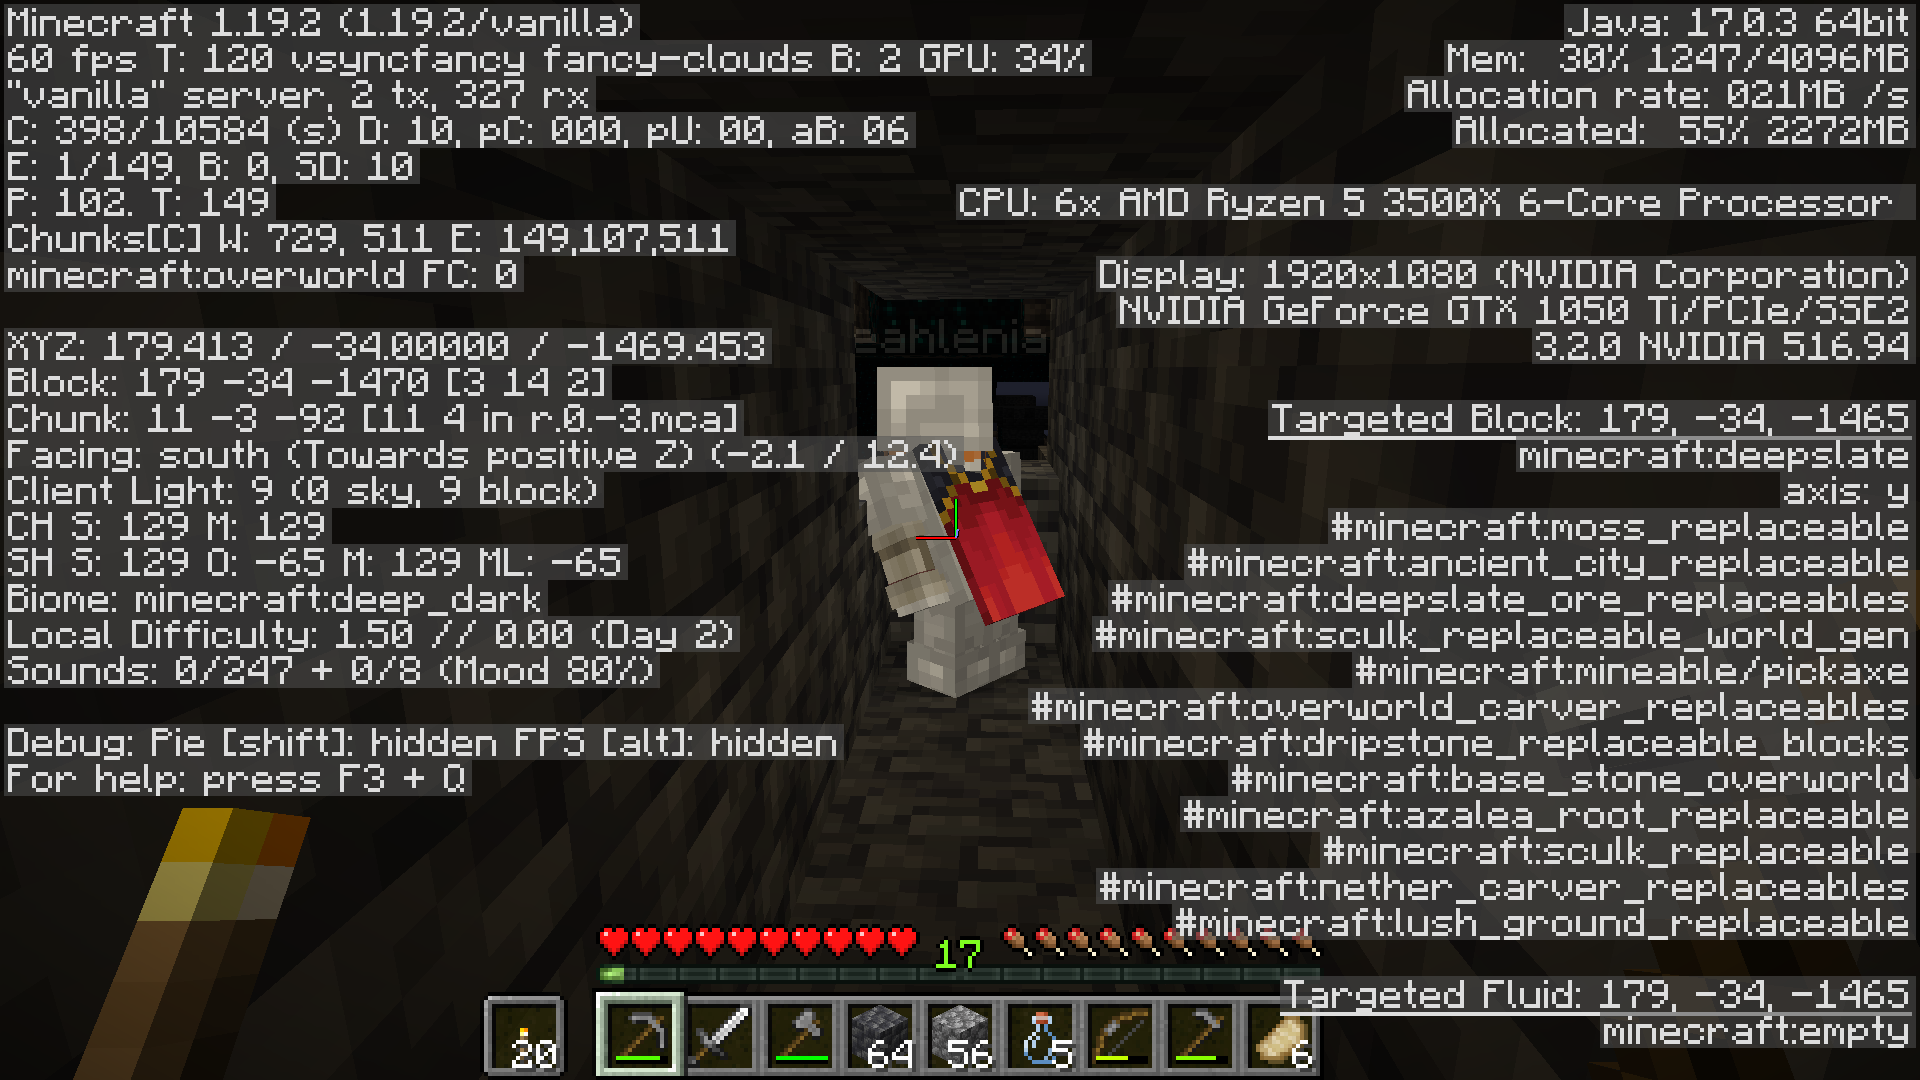 Minecraft 1.19.2 (1.19.2/vanilla)
60 fps T: 120 vsyncfancy fancy-clouds B: 2 GPU: 34%
"vanilla" server, 2 tx, 327 rx
C: 398/10584 (s) D: 10, pC: 000, pU: 00, aB: 06
E: 1/149, B: 0, SD: 10
P: 102. T: 149
Chunks[C] W: 729, 511 E: 149,107,511
minecraft:overworld FC: 0
XYZ: 179.413 / -34.00000 / -1469.453
Block: 179 -34 -1470 [3 14 2]
Chunk: 11 -3 -92 [11 4 in r.0.-3.mca]
Facing: south (Towards positive Z) (-2.1 / 12.4)
Client Light: 9 (0 sky, 9 block)
CH S: 129 M: 129
SH S: 129 O: -65 M: 129 ML: -65
Biome: minecraft:deep_dark
Local Difficulty: 1.50 // 0.00 (Day 2)
Sounds: 0/247 + 0/8 (Mood 80%)
Debug: Pie [shift]: hidden FPS [alt]: hidden
For help: press F3 + Q
Java: 17.0.3 64bit
Mem: 30% 1247/4096MB
Allocation rate: 021MB /s
Allocated: 55% 2272MB
CPU: 6x AMD Ryzen 5 3500X 6-Core Processor
Display: 1920x1080 (NVIDIA Corporation)
NVIDIA GeForce GTX 1050 Ti/PCIe/SSE2
3.2.0 NVIDIA 516.94
Targeted Block: 179, -34, -1465
minecraft:deepslate
axis: y
#minecraft:moss_replaceable
#minecraft:ancient_city_replaceable
#minecraft:deepslate_ore_replaceables
#minecraft:sculk_replaceable_world_gen
#minecraft:mineable/pickaxe
#minecraft:overworld_carver_replaceables
#minecraft:dripstone_replaceable_blocks
#minecraft:base_stone_overworld
#minecraft:azalea_root_replaceable
#minecraft:sculk_replaceable
#minecraft:nether_carver_replaceables
#minecraft:lush_ground_replaceable
Targeted Fluid: 179, -34, -1465
minecraft:empty
eahlenia
17
20 64 56 5 6